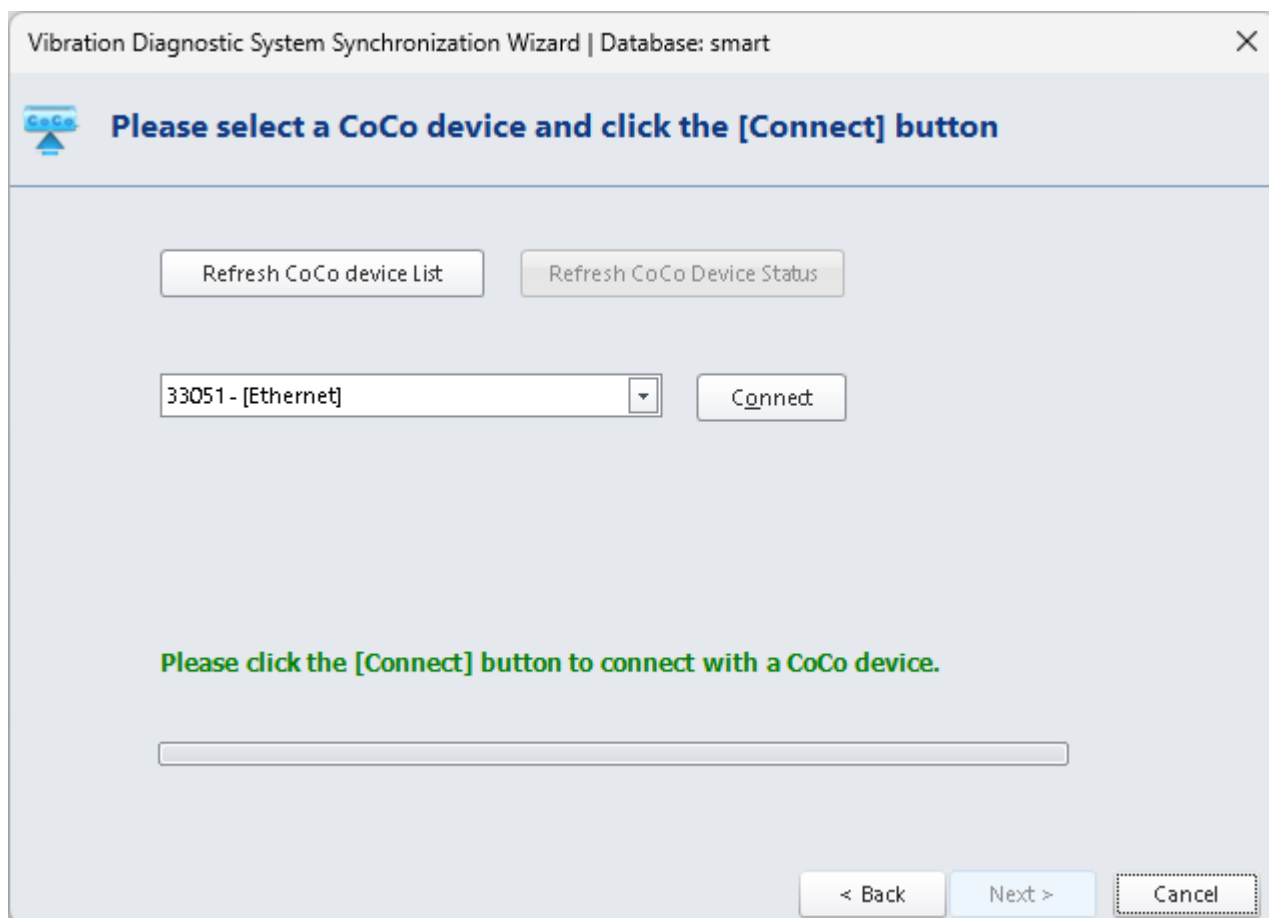 Vibration Diagnostic System Synchronization Wizard | Database: smart
CoCo
Please select a CoCo device and click the [Connect] button
Refresh CoCo device List
Refresh CoCo Device Status
33051 - [Ethernet]
Connect
Please click the [Connect] button to connect with a CoCo device.
< Back
Next >
Cancel